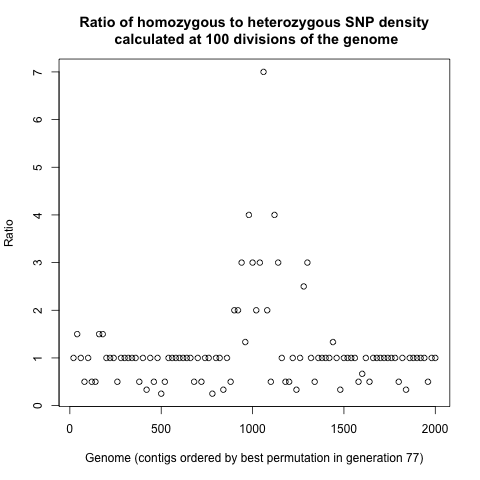 Ratio of homozygous to heterozygous SNP density
calculated at 100 divisions of the genome
7
6
5
4
3
2
1
0
Ratio
0 500 1000 1500 2000
Genome (contigs ordered by best permutation in generation 77)